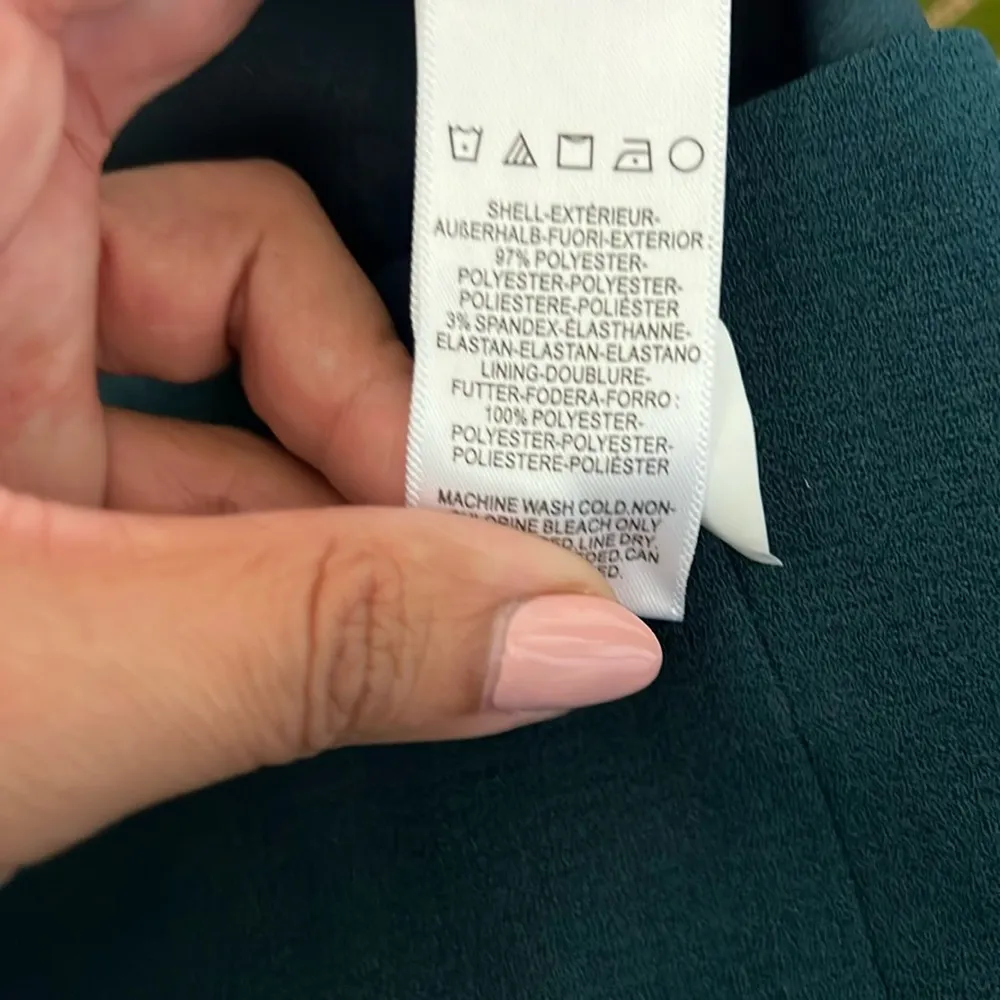 SHELL-EXTÉRIEUR-
AUßERHALB-FUORI-EXTERIOR :
97% POLYESTER-
POLYESTER-POLYESTER-
POLIESTERE-POLIÉSTER
3% SPANDEX-ÉLASTHANNE-
ELASTAN-ELASTAN-ELASTANO
LINING-DOUBLURE-
FUTTER-FODERA-FORRO :
100% POLYESTER-
POLYESTER-POLYESTER-
POLIESTERE-POLIÉSTER
MACHINE WASH COLD.NON-
BLEACH ONLY
LINE DRY.
CAN